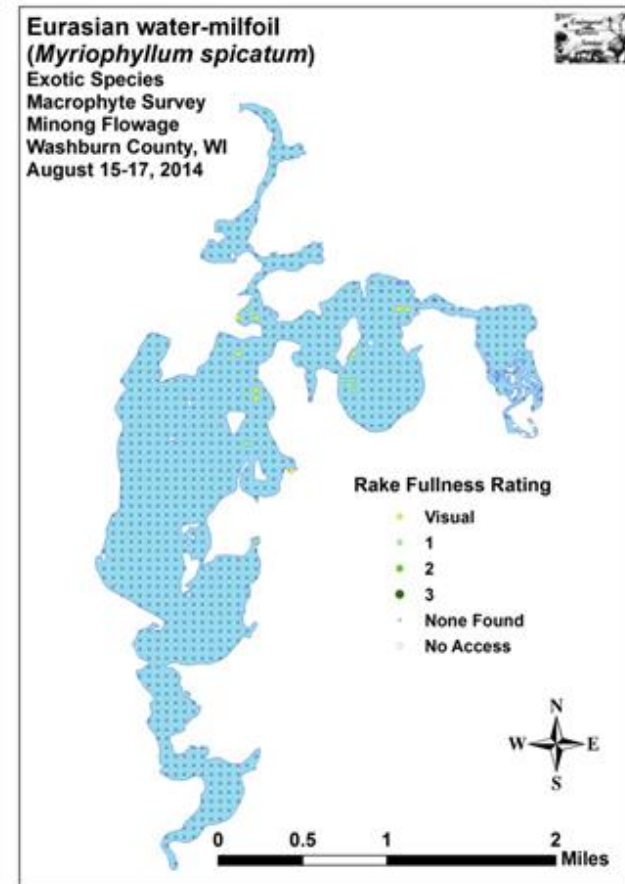 Eurasian water-milfoil
(Myriophyllum spicatum)
Exotic Species
Macrophyte Survey
Minong Flowage
Washburn County, WI
August 15-17, 2014
Rake Fullness Rating
Visual
1
2
3
None Found
No Access
N
W E
S
0 0.5 1 2
Miles